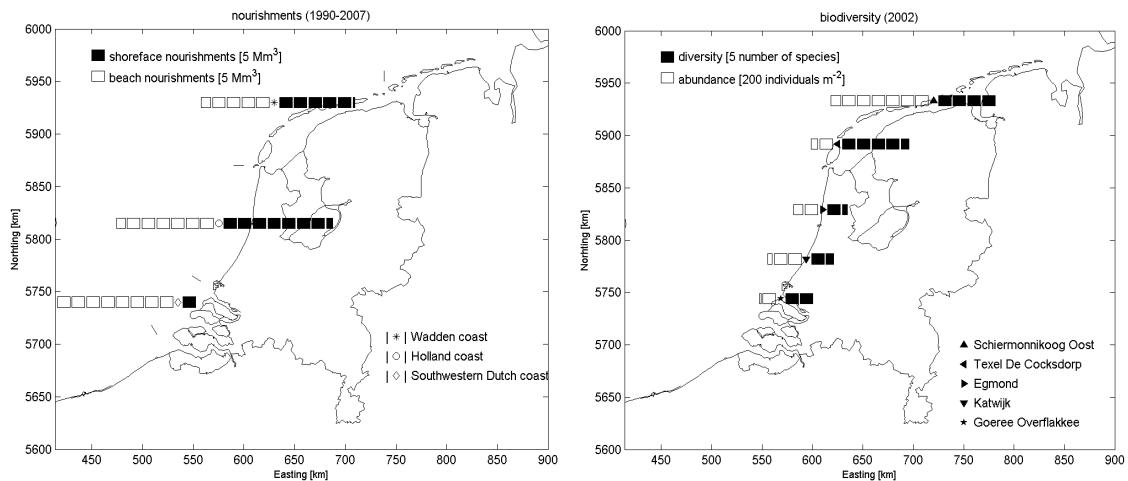 nourishments (1990-2007)
6000
5950
5900
5850
5800
5750
5700
5650
5600
Norhting [km]
shoreface nourishments [5 Mm³]
beach nourishments [5 Mm³]
| ✳ | Wadden coast
| ○ | Holland coast
| ◇ | Southwestern Dutch coast
450 500 550 600 650 700 750 800 850 900
Easting [km]
biodiversity (2002)
6000
5950
5900
5850
5800
5750
5700
5650
5600
Norhting [km]
diversity [5 number of species]
abundance [200 individuals m⁻²]
Schiermonnikoog Oost
Texel De Cocksdorp
Egmond
Katwijk
Goeree Overflakkee
450 500 550 600 650 700 750 800 850 900
Easting [km]